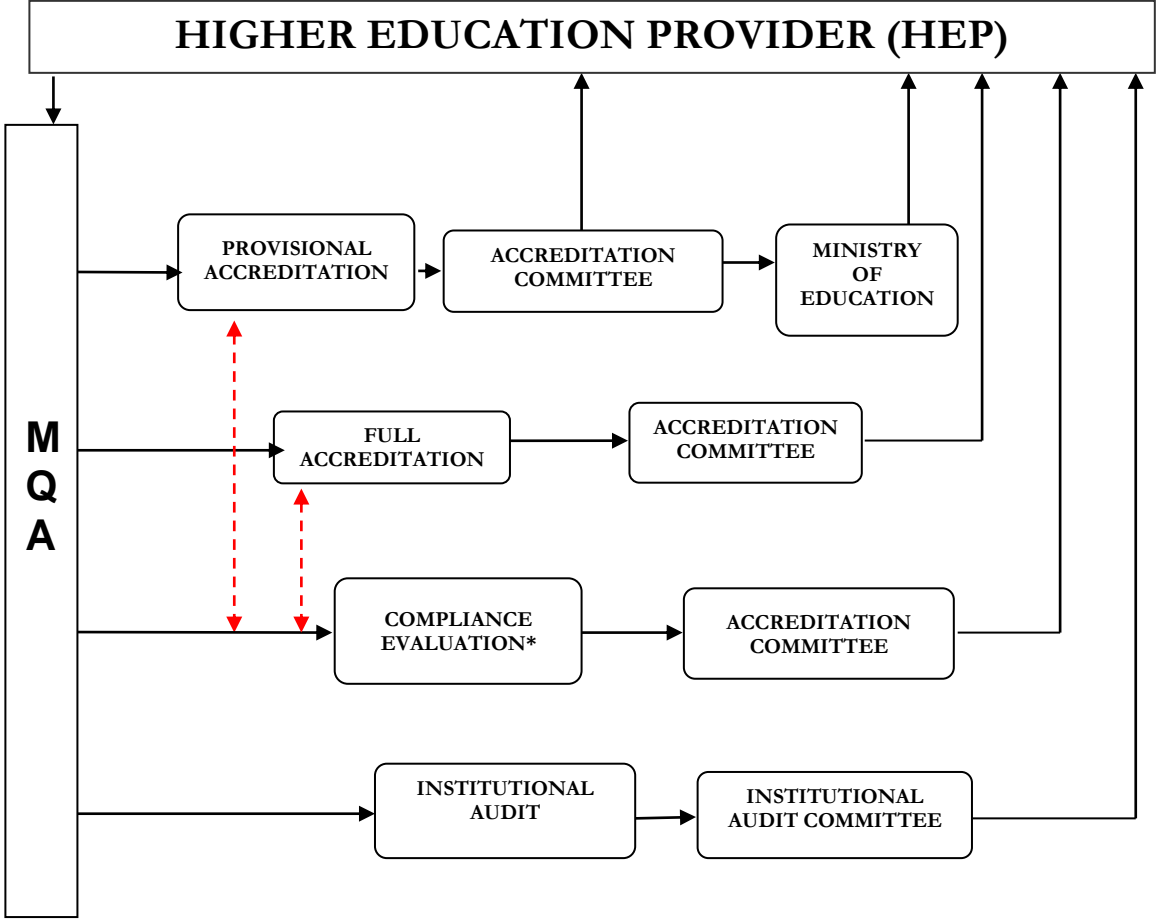 HIGHER EDUCATION PROVIDER (HEP)
M
Q
A
PROVISIONAL
ACCREDITATION
ACCREDITATION
COMMITTEE
MINISTRY
OF
EDUCATION
FULL
ACCREDITATION
ACCREDITATION
COMMITTEE
COMPLIANCE
EVALUATION*
ACCREDITATION
COMMITTEE
INSTITUTIONAL
AUDIT
INSTITUTIONAL
AUDIT COMMITTEE